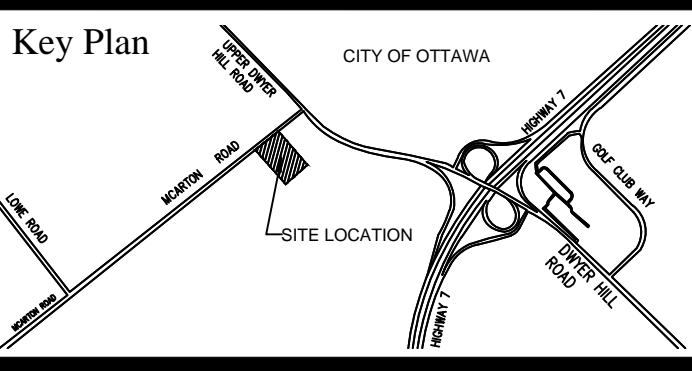 Key Plan
CITY OF OTTAWA
UPPER DWYER
HILL ROAD
HIGHWAY 7
MCARTON ROAD
GOLF CLUB WAY
LOWE ROAD
SITE LOCATION
DWYER HILL
ROAD
MCARTON ROAD
HIGHWAY 7